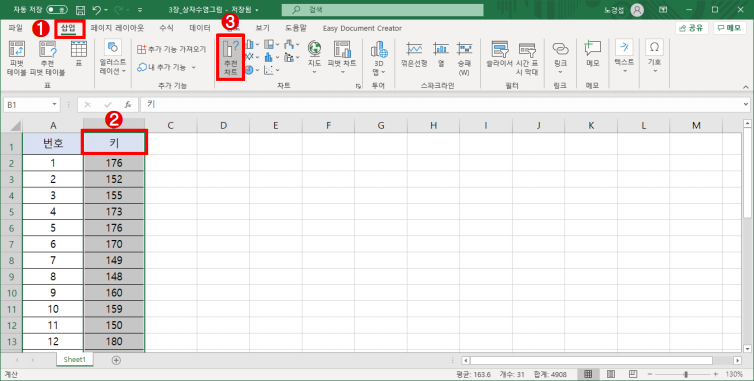 자동 저장 끔 3장_상자수염그림 - 저장됨 검색 노경섭
파일 삽입 페이지 레이아웃 수식 데이터 보기 도움말 Easy Document Creator 공유 메모
1 2 3
피벗 테이블
추천 피벗 테이블
표
일러스트레이션
추가 기능 가져오기
내 추가 기능
추천 차트
지도
피벗 차트
3D 맵
꺾은선형
열
승패 (W)
슬라이서
시간 표시 막대
링크
메모
텍스트
기호
표 추가 기능 차트 투어 스파크라인 필터 링크 메모
B1 fx 키
A B C D E F G H I J K L M
1 번호 키
2 1 176
3 2 152
4 3 155
5 4 173
6 5 176
7 6 170
8 7 149
9 8 148
10 9 160
11 10 159
12 11 150
13 12 180
Sheet1
계산 평균: 163.6 개수: 31 합계: 4908 130%